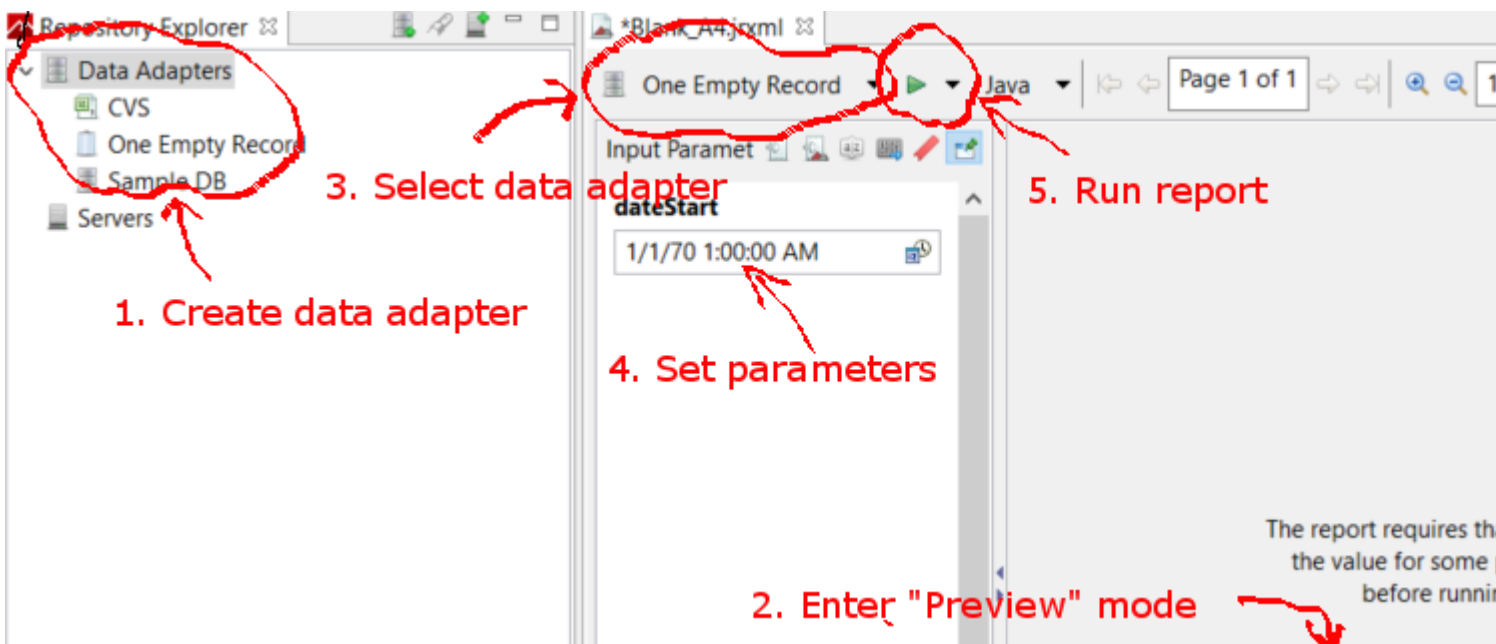 Repository Explorer
*Blank_A4.jrxml
Data Adapters
CVS
One Empty Record
Sample DB
Servers
One Empty Record
Java
Page 1 of 1
1
Input Paramet
dateStart
1/1/70 1:00:00 AM
1. Create data adapter
3. Select data adapter
5. Run report
4. Set parameters
2. Enter "Preview" mode
The report requires tha
the value for some
before runnin